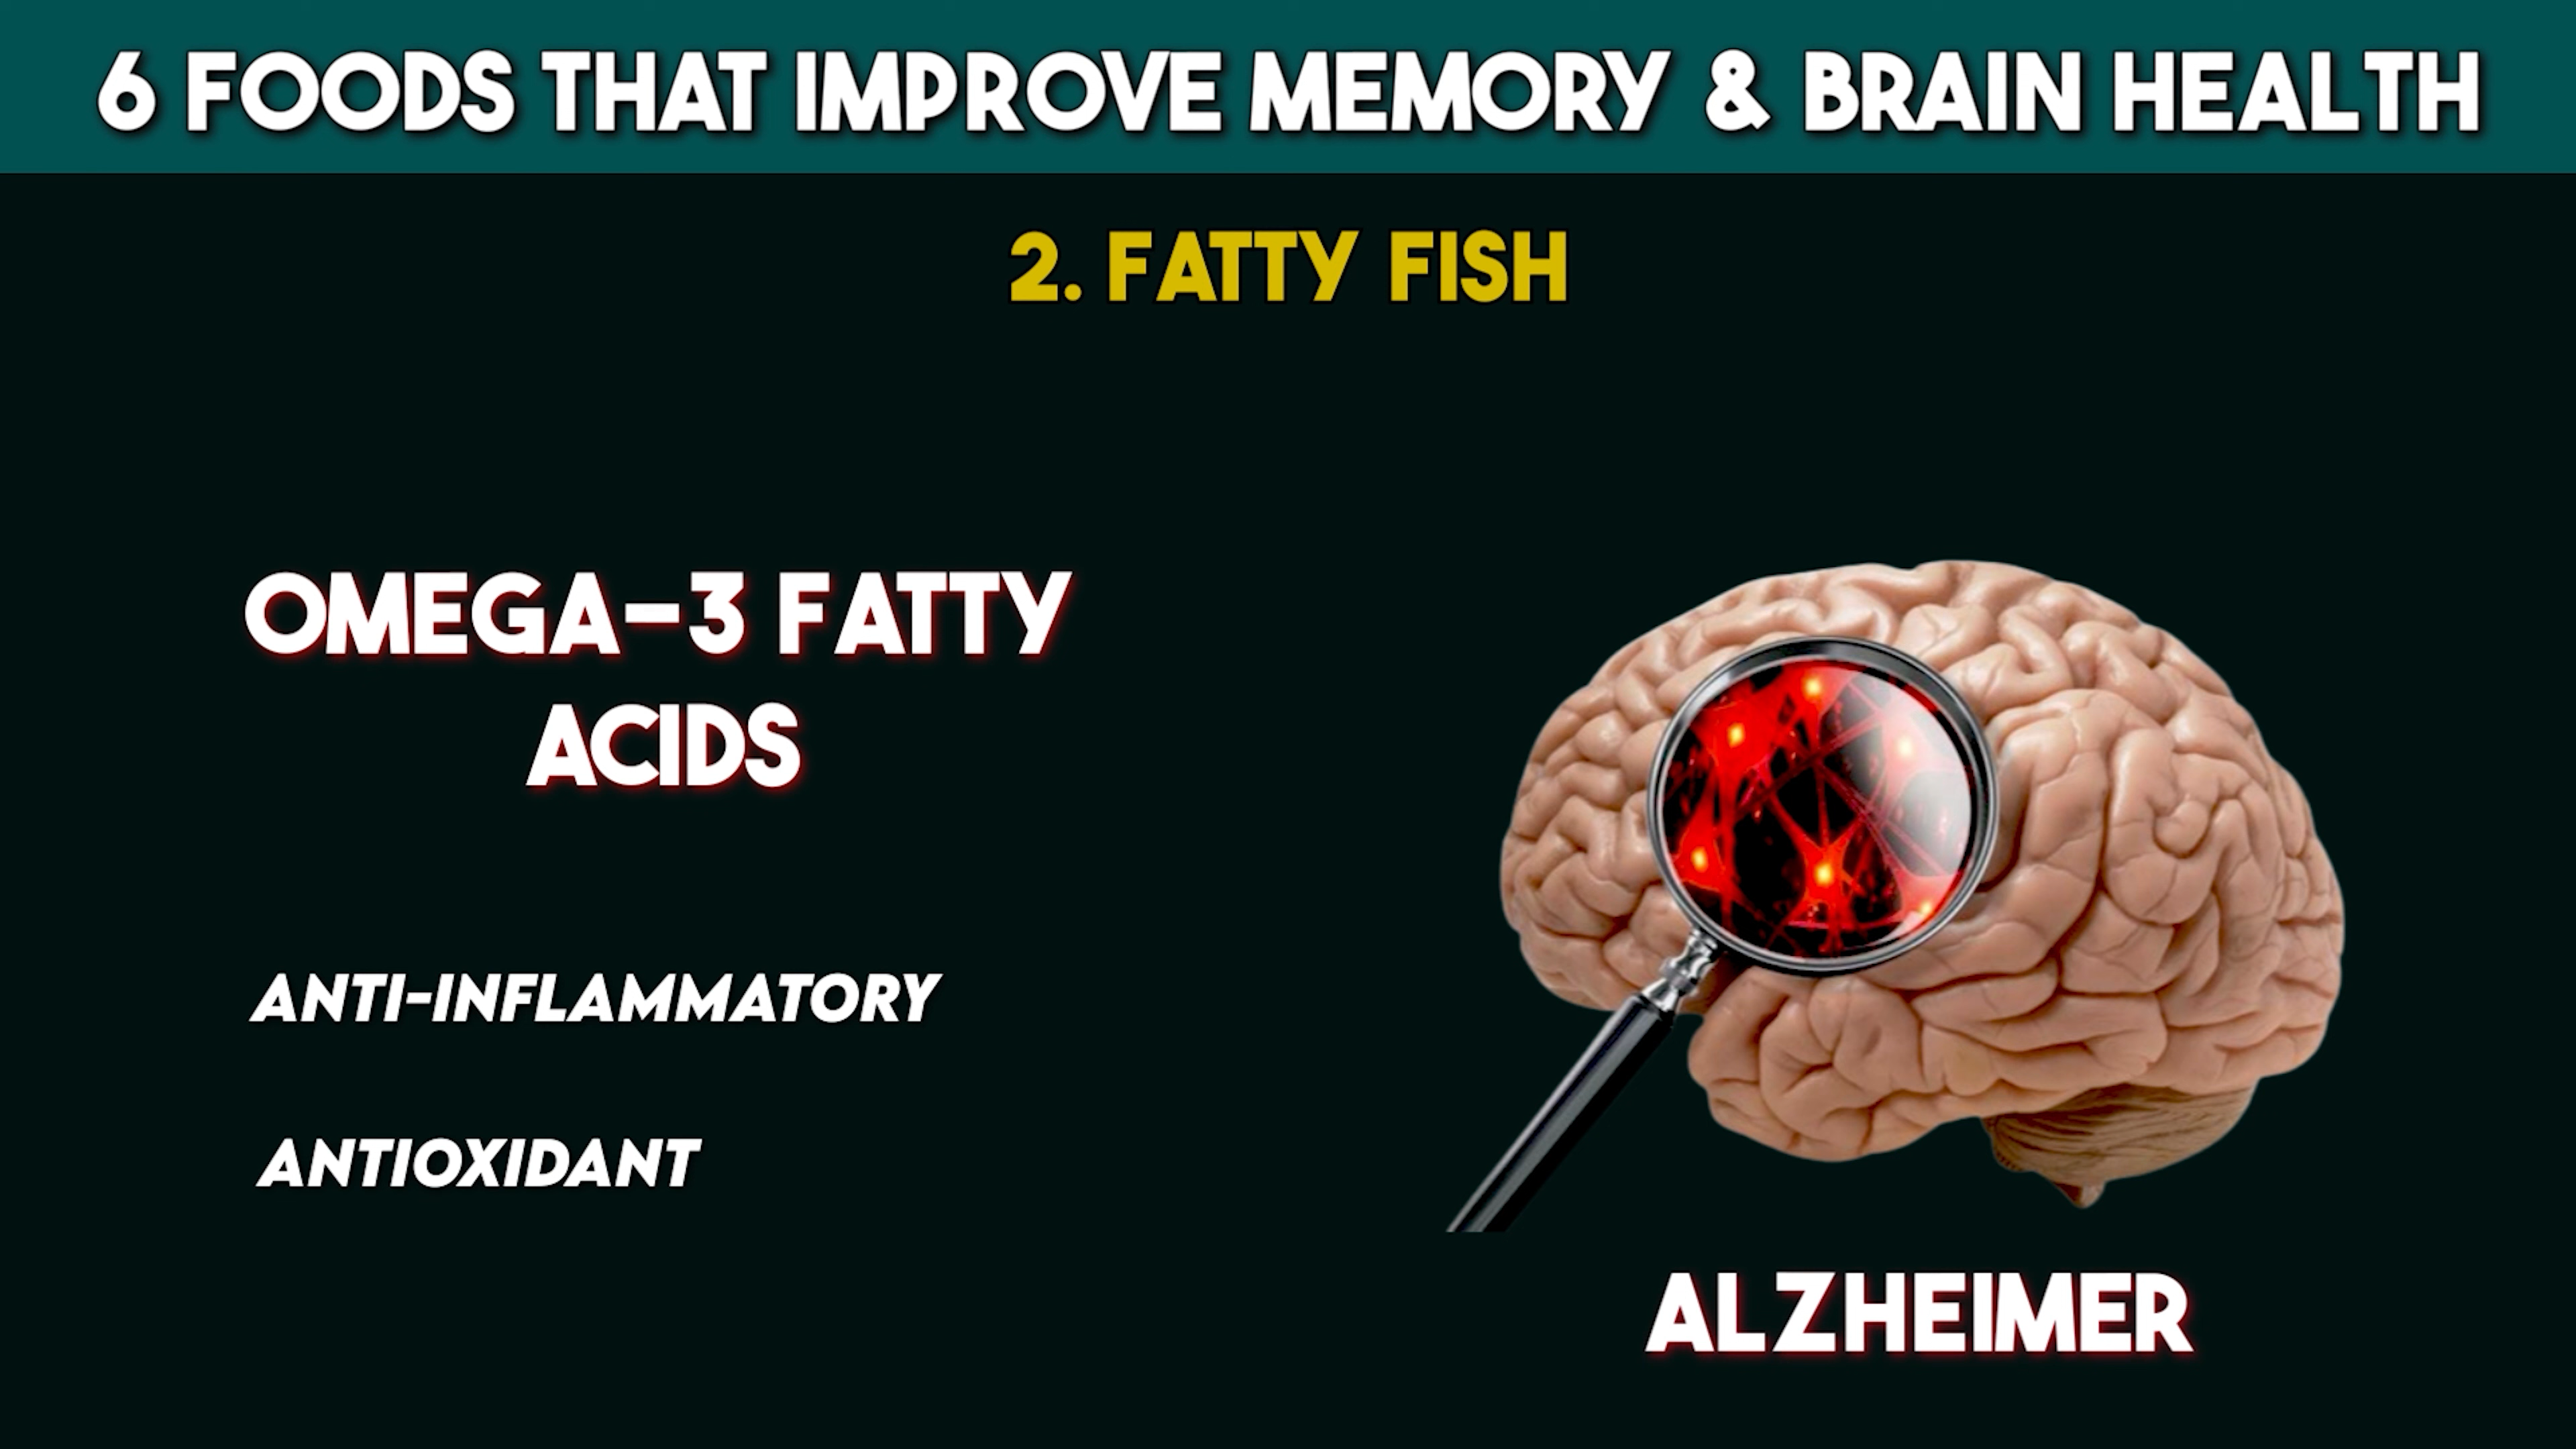 6 FOODS THAT IMPROVE MEMORY & BRAIN HEALTH
2. FATTY FISH
OMEGA-3 FATTY
ACIDS
ANTI-INFLAMMATORY
ANTIOXIDANT
ALZHEIMER